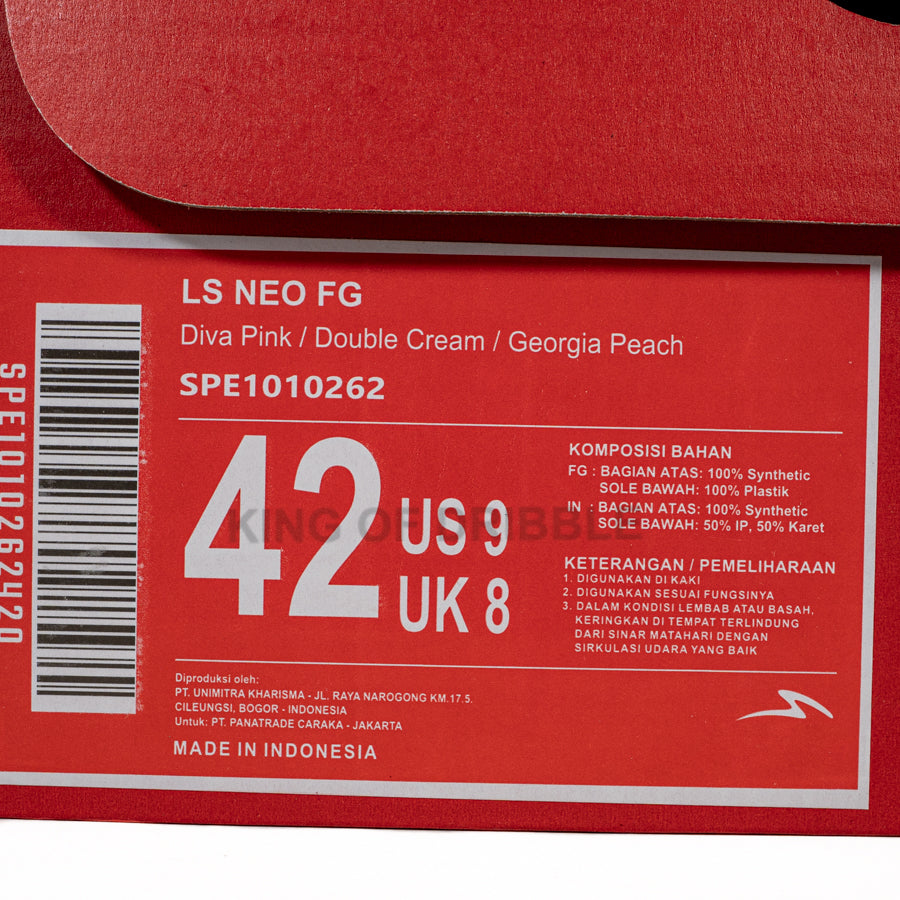 LS NEO FG
Diva Pink / Double Cream / Georgia Peach
SPE1010262
SPE1010262420
42
US 9
UK 8
KING OF DRIBBLE
KOMPOSISI BAHAN
FG : BAGIAN ATAS: 100% Synthetic
SOLE BAWAH: 100% Plastik
IN : BAGIAN ATAS: 100% Synthetic
SOLE BAWAH: 50% IP, 50% Karet
KETERANGAN / PEMELIHARAAN
1. DIGUNAKAN DI KAKI
2. DIGUNAKAN SESUAI FUNGSINYA
3. DALAM KONDISI LEMBAB ATAU BASAH,
KERINGKAN DI TEMPAT TERLINDUNG
DARI SINAR MATAHARI DENGAN
SIRKULASI UDARA YANG BAIK
Diproduksi oleh:
PT. UNIMITRA KHARISMA - JL. RAYA NAROGONG KM.17.5.
CILEUNGSI, BOGOR - INDONESIA
Untuk: PT. PANATRADE CARAKA - JAKARTA
MADE IN INDONESIA